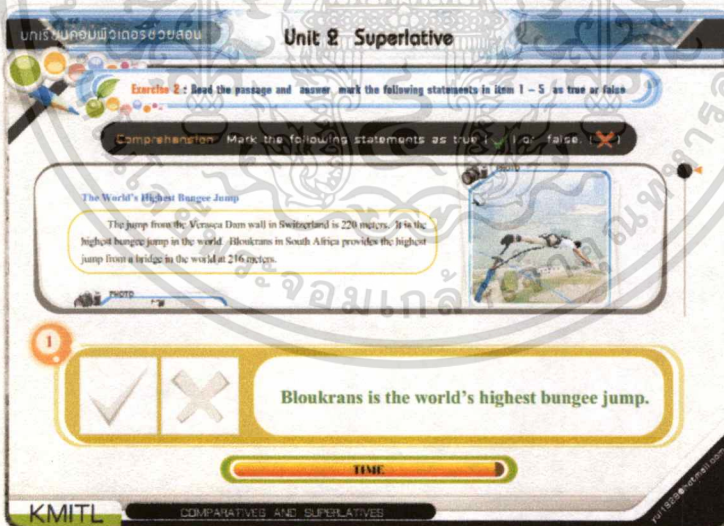 บทเรียนคอมพิวเตอร์ช่วยสอน
Unit 2 Superlative
Exercise 2 : Read the passage and answer mark the following statements in item 1 – 5 as true or false
Comprehension Mark the following statements as true ( ) or false. ( )
PHOTO
The World's Highest Bungee Jump
The jump from the Verasca Dam wall in Switzerland is 220 meters. It is the
highest bungee jump in the world. Bloukrans in South Africa provides the highest
jump from a bridge in the world at 216 meters.
PHOTO
1
Bloukrans is the world's highest bungee jump.
TIME
KMITL
COMPARATIVES AND SUPERLATIVES